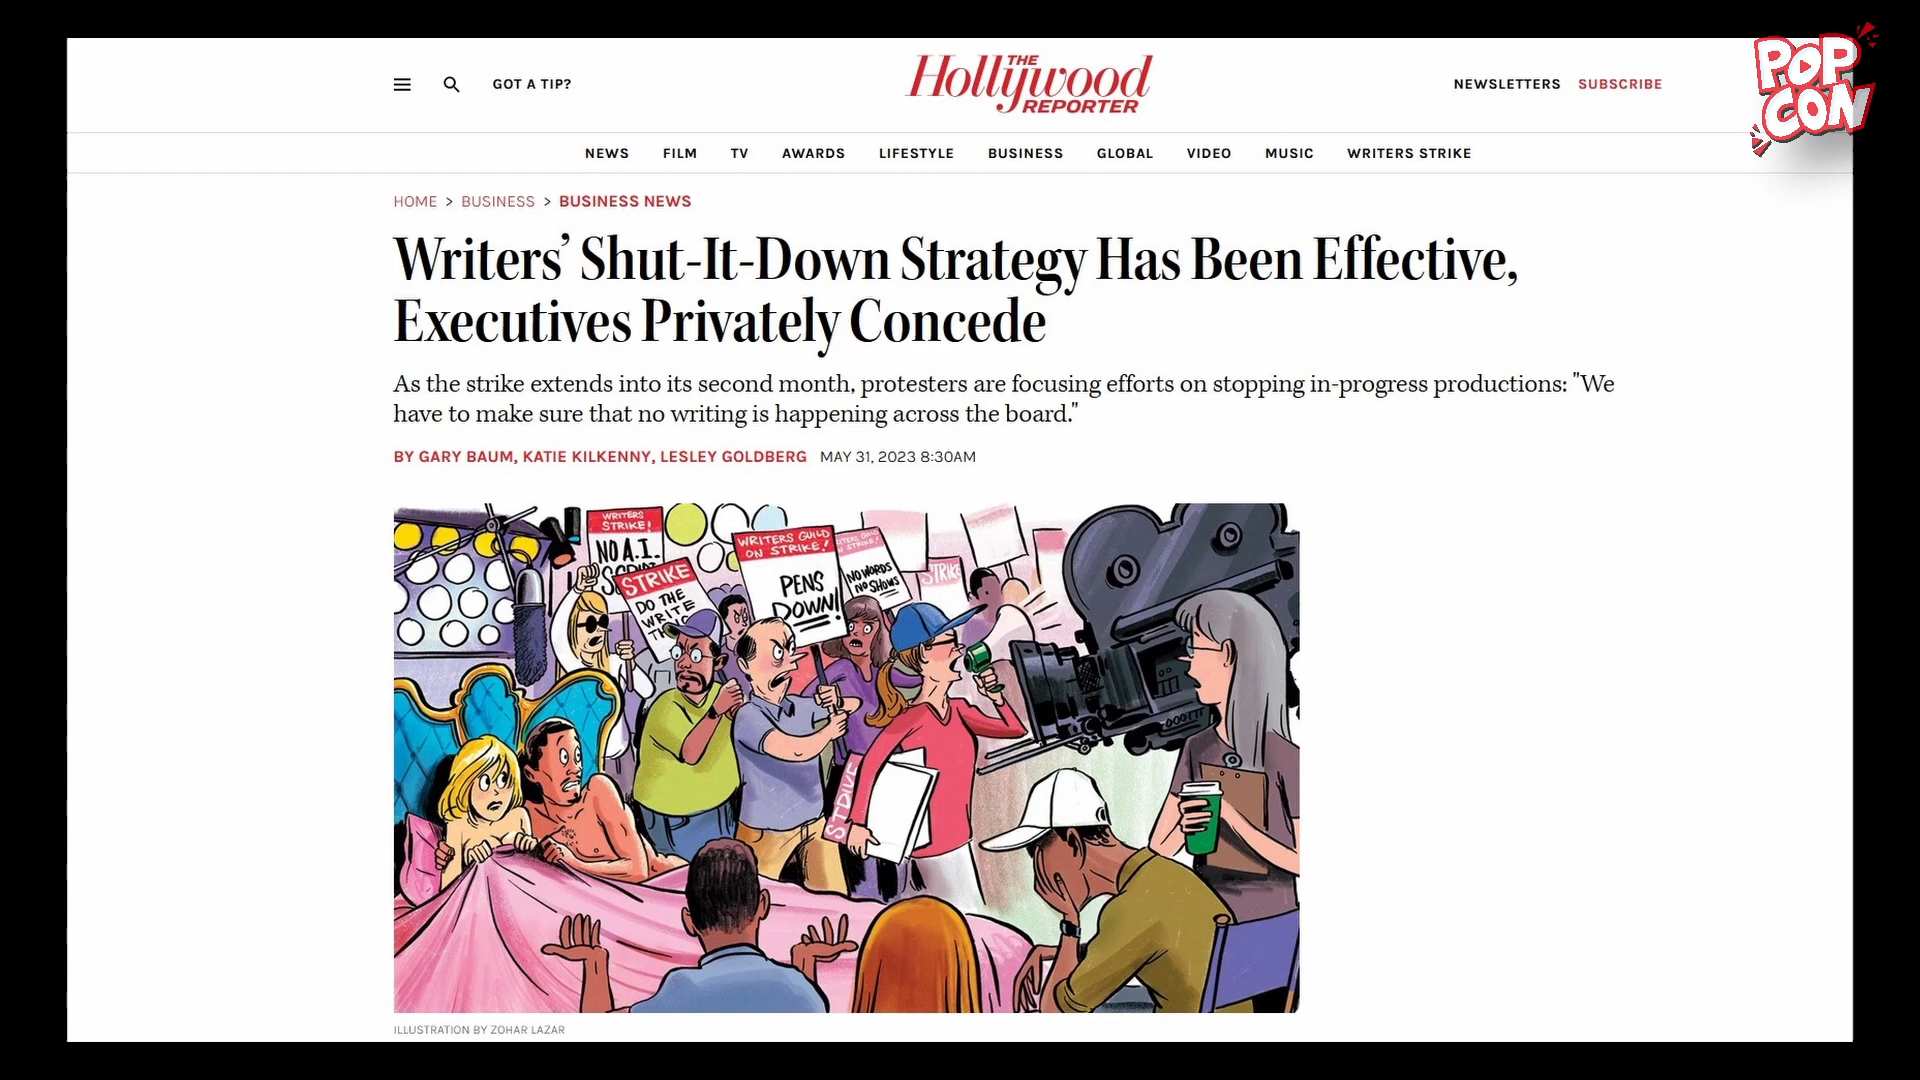 POP
CON
GOT A TIP?
THE
Hollywood
REPORTER
NEWSLETTERS SUBSCRIBE
NEWS FILM TV AWARDS LIFESTYLE BUSINESS GLOBAL VIDEO MUSIC WRITERS STRIKE
HOME > BUSINESS > BUSINESS NEWS
Writers’ Shut-It-Down Strategy Has Been Effective,
Executives Privately Concede
As the strike extends into its second month, protesters are focusing efforts on stopping in-progress productions: "We
have to make sure that no writing is happening across the board."
BY GARY BAUM, KATIE KILKENNY, LESLEY GOLDBERG MAY 31, 2023 8:30AM
WRITERS
STRIKE!
NO A.I.
STRIKE
DO THE
WRITE
WRITERS GUILD
ON STRIKE!
PENS
DOWN!
STRIKE!
NO WORDS
NO SHOWS
STRIKE
STRIKE
ILLUSTRATION BY ZOHAR LAZAR